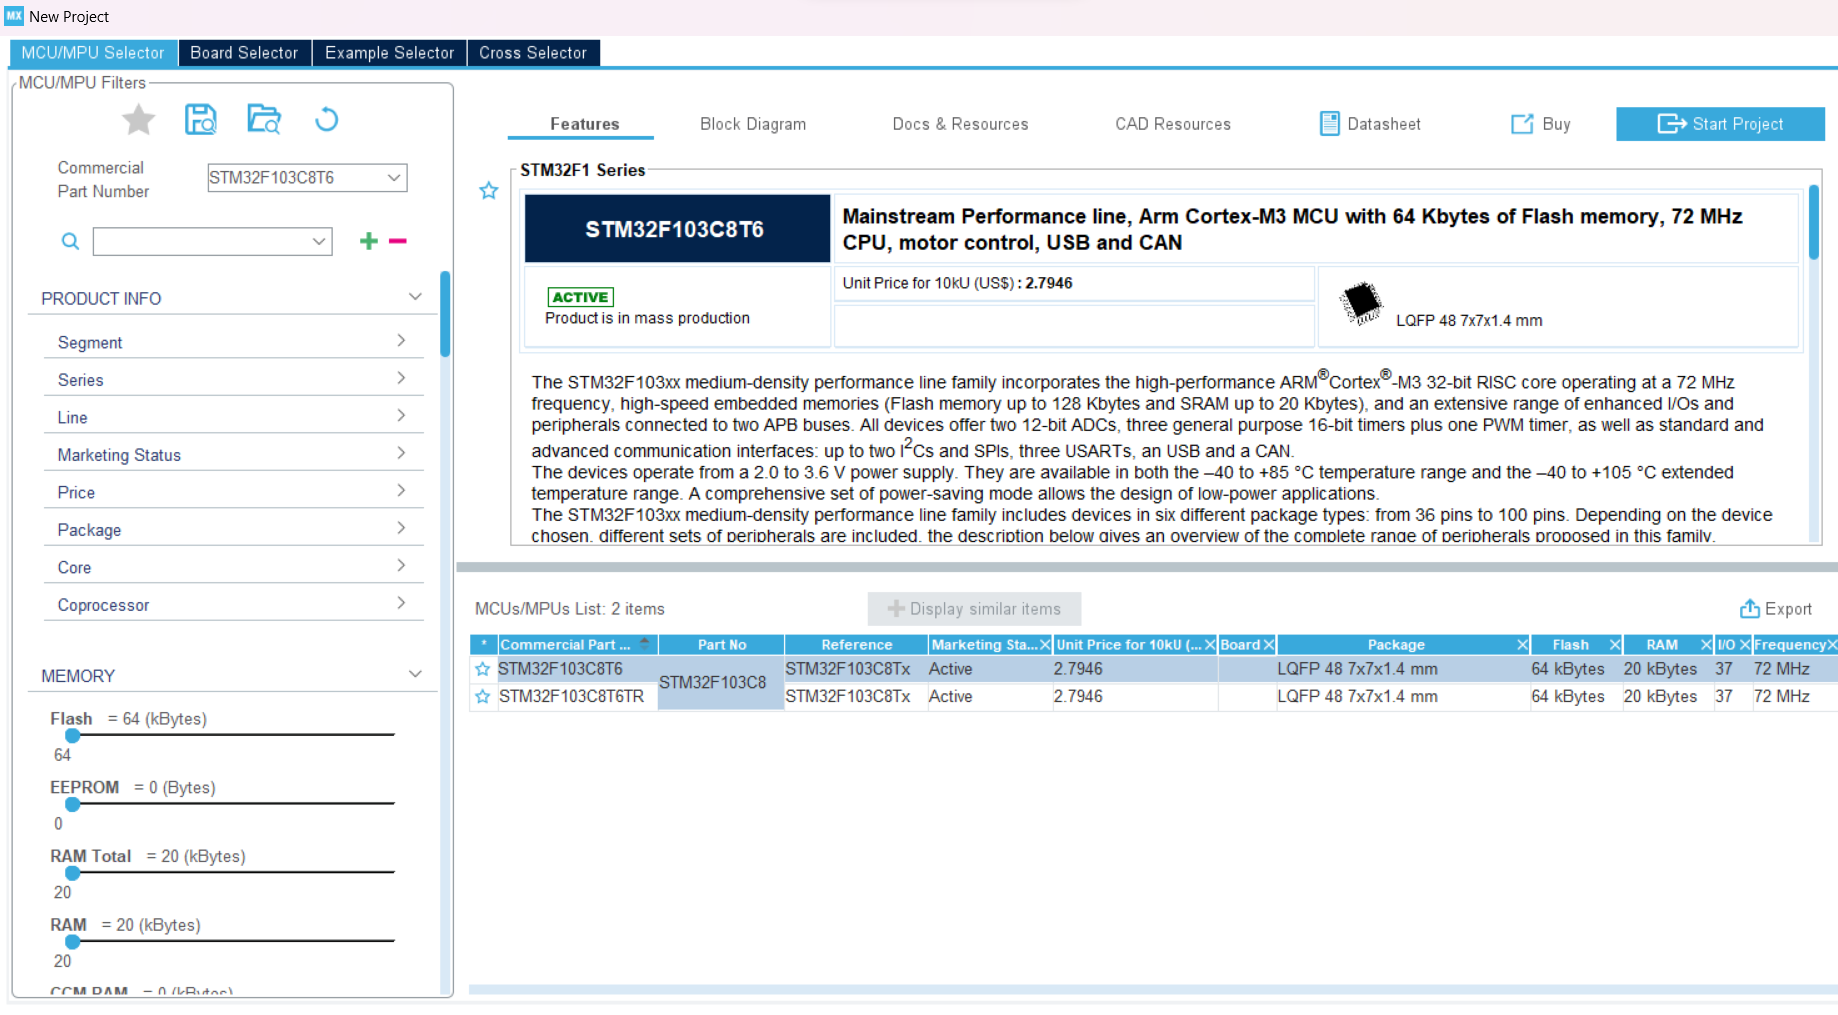 MX New Project
MCU/MPU Selector Board Selector Example Selector Cross Selector
MCU/MPU Filters
Commercial
Part Number
STM32F103C8T6
PRODUCT INFO
Segment
Series
Line
Marketing Status
Price
Package
Core
Coprocessor
MEMORY
Flash = 64 (kBytes)
64
EEPROM = 0 (Bytes)
0
RAM Total = 20 (kBytes)
20
RAM = 20 (kBytes)
20
CCM RAM = 0 (kBytes)
Features Block Diagram Docs & Resources CAD Resources Datasheet Buy Start Project
STM32F1 Series
STM32F103C8T6
Mainstream Performance line, Arm Cortex-M3 MCU with 64 Kbytes of Flash memory, 72 MHz
CPU, motor control, USB and CAN
ACTIVE
Product is in mass production
Unit Price for 10kU (US$) : 2.7946
LQFP 48 7x7x1.4 mm
The STM32F103xx medium-density performance line family incorporates the high-performance ARM®Cortex®-M3 32-bit RISC core operating at a 72 MHz
frequency, high-speed embedded memories (Flash memory up to 128 Kbytes and SRAM up to 20 Kbytes), and an extensive range of enhanced I/Os and
peripherals connected to two APB buses. All devices offer two 12-bit ADCs, three general purpose 16-bit timers plus one PWM timer, as well as standard and
advanced communication interfaces: up to two I²Cs and SPIs, three USARTs, an USB and a CAN.
The devices operate from a 2.0 to 3.6 V power supply. They are available in both the –40 to +85 °C temperature range and the –40 to +105 °C extended
temperature range. A comprehensive set of power-saving mode allows the design of low-power applications.
The STM32F103xx medium-density performance line family includes devices in six different package types: from 36 pins to 100 pins. Depending on the device
chosen, different sets of peripherals are included, the description below gives an overview of the complete range of peripherals proposed in this family.
MCUs/MPUs List: 2 items
Display similar items
Export
* Commercial Part ... Part No Reference Marketing Sta... Unit Price for 10kU (... Board Package Flash RAM I/O Frequency
STM32F103C8T6 STM32F103C8 STM32F103C8Tx Active 2.7946 LQFP 48 7x7x1.4 mm 64 kBytes 20 kBytes 37 72 MHz
STM32F103C8T6TR STM32F103C8Tx Active 2.7946 LQFP 48 7x7x1.4 mm 64 kBytes 20 kBytes 37 72 MHz